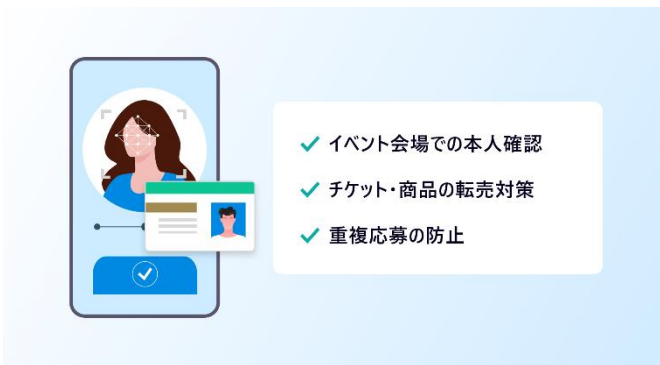 イベント会場での本人確認
チケット・商品の転売対策
重複応募の防止